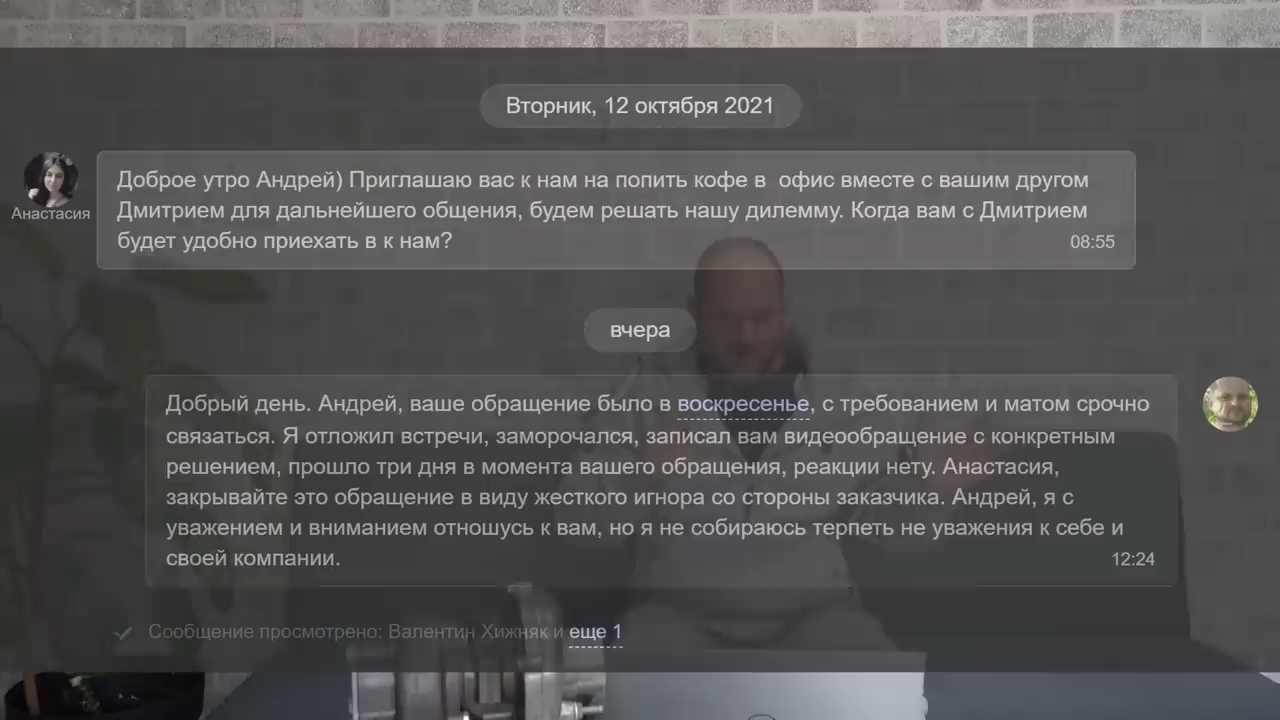 Вторник, 12 октября 2021
Анастасия
Доброе утро Андрей) Приглашаю вас к нам на попить кофе в  офис вместе с вашим другом
Дмитрием для дальнейшего общения, будем решать нашу дилемму. Когда вам с Дмитрием
будет удобно приехать в к нам?
08:55
вчера
Добрый день. Андрей, ваше обращение было в воскресенье, с требованием и матом срочно
связаться. Я отложил встречи, заморочался, записал вам видеообращение с конкретным
решением, прошло три дня в момента вашего обращения, реакции нету. Анастасия,
закрывайте это обращение в виду жесткого игнора со стороны заказчика. Андрей, я с
уважением и вниманием отношусь к вам, но я не собираюсь терпеть не уважения к себе и
своей компании.
12:24
Сообщение просмотрено: Валентин Хижняк и еще 1